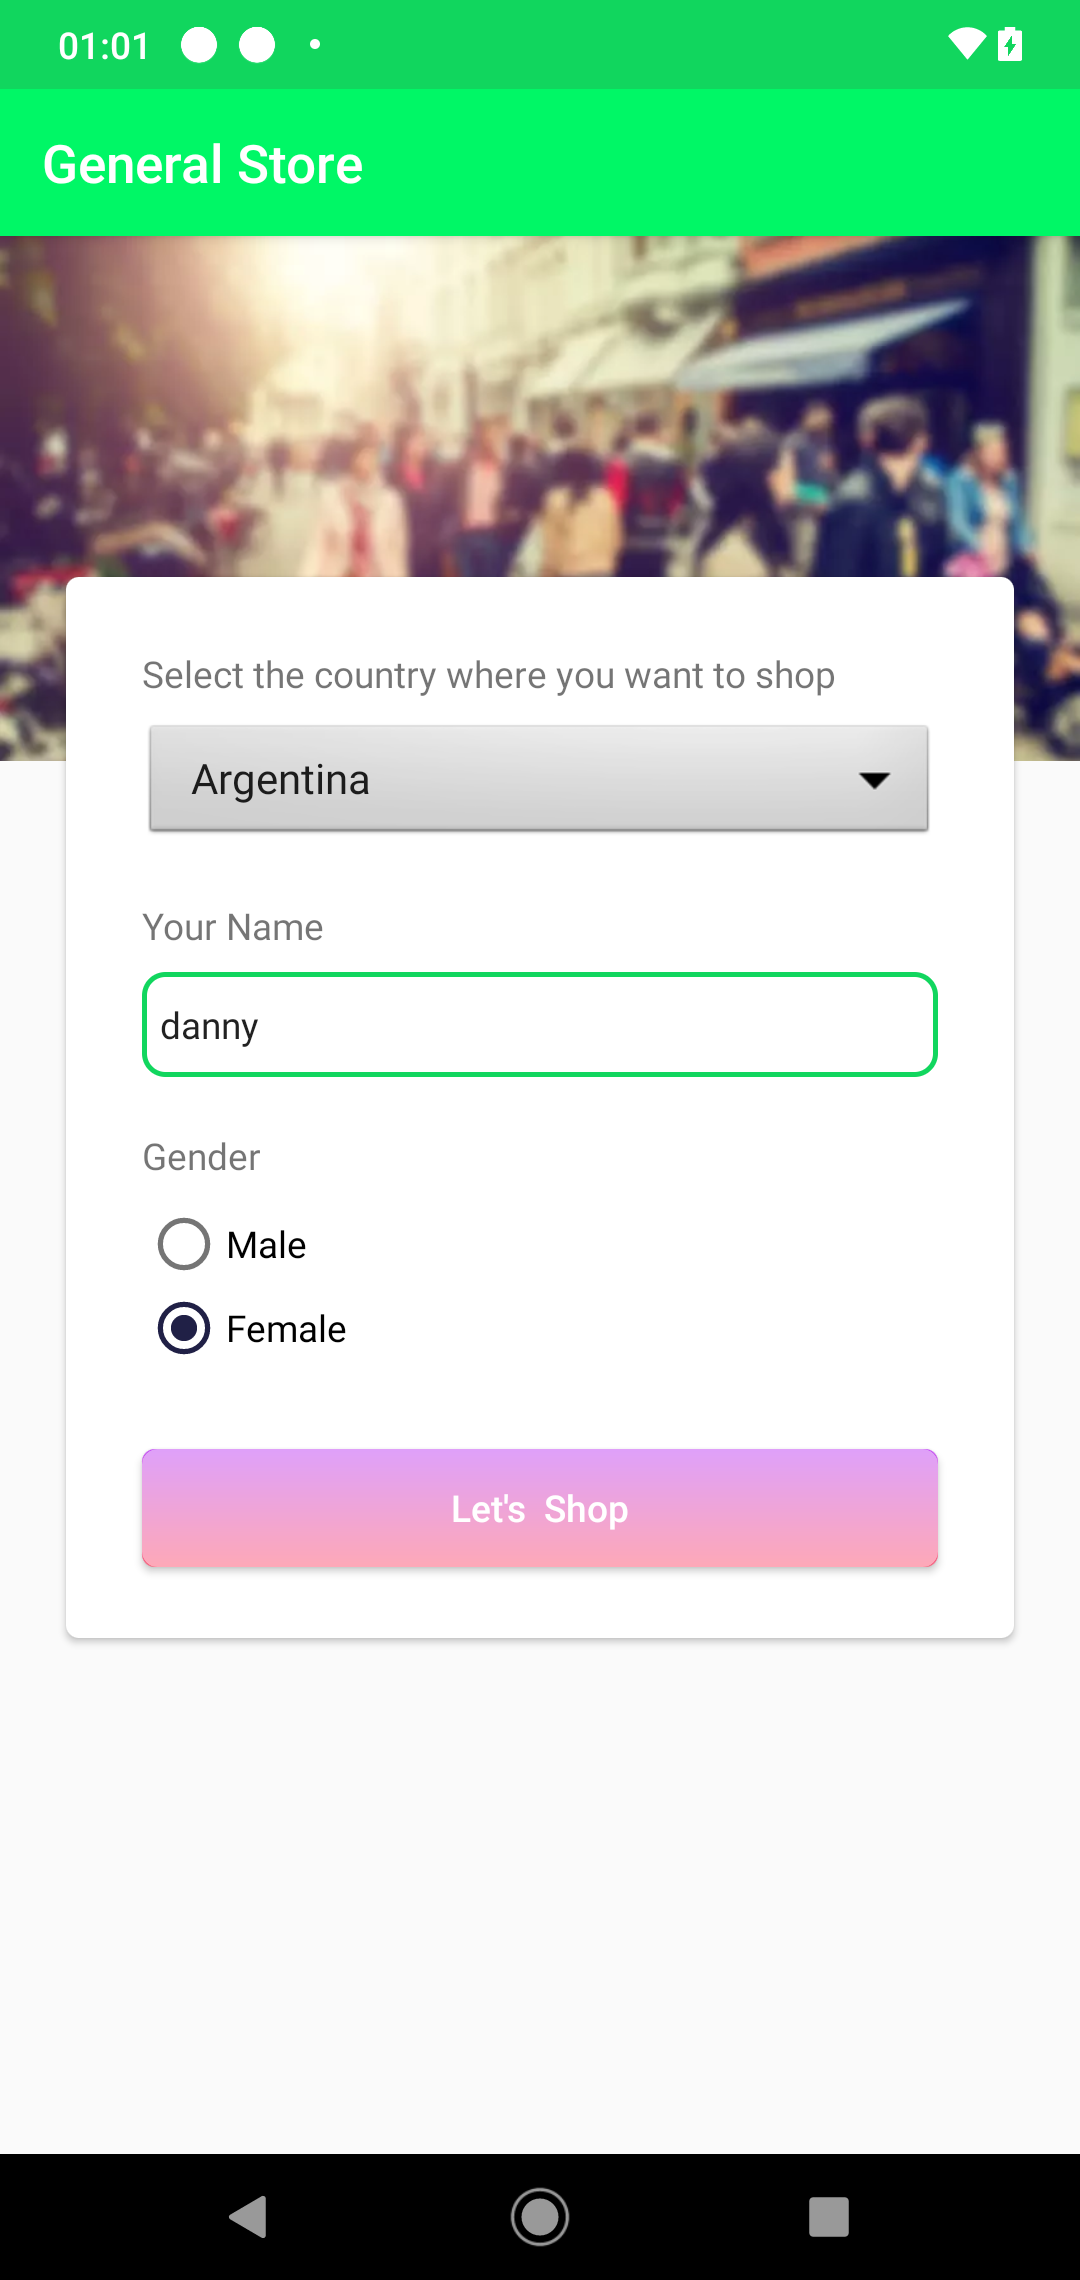 01:01
General Store
Select the country where you want to shop
Argentina
Your Name
danny
Gender
Male
Female
Let's  Shop